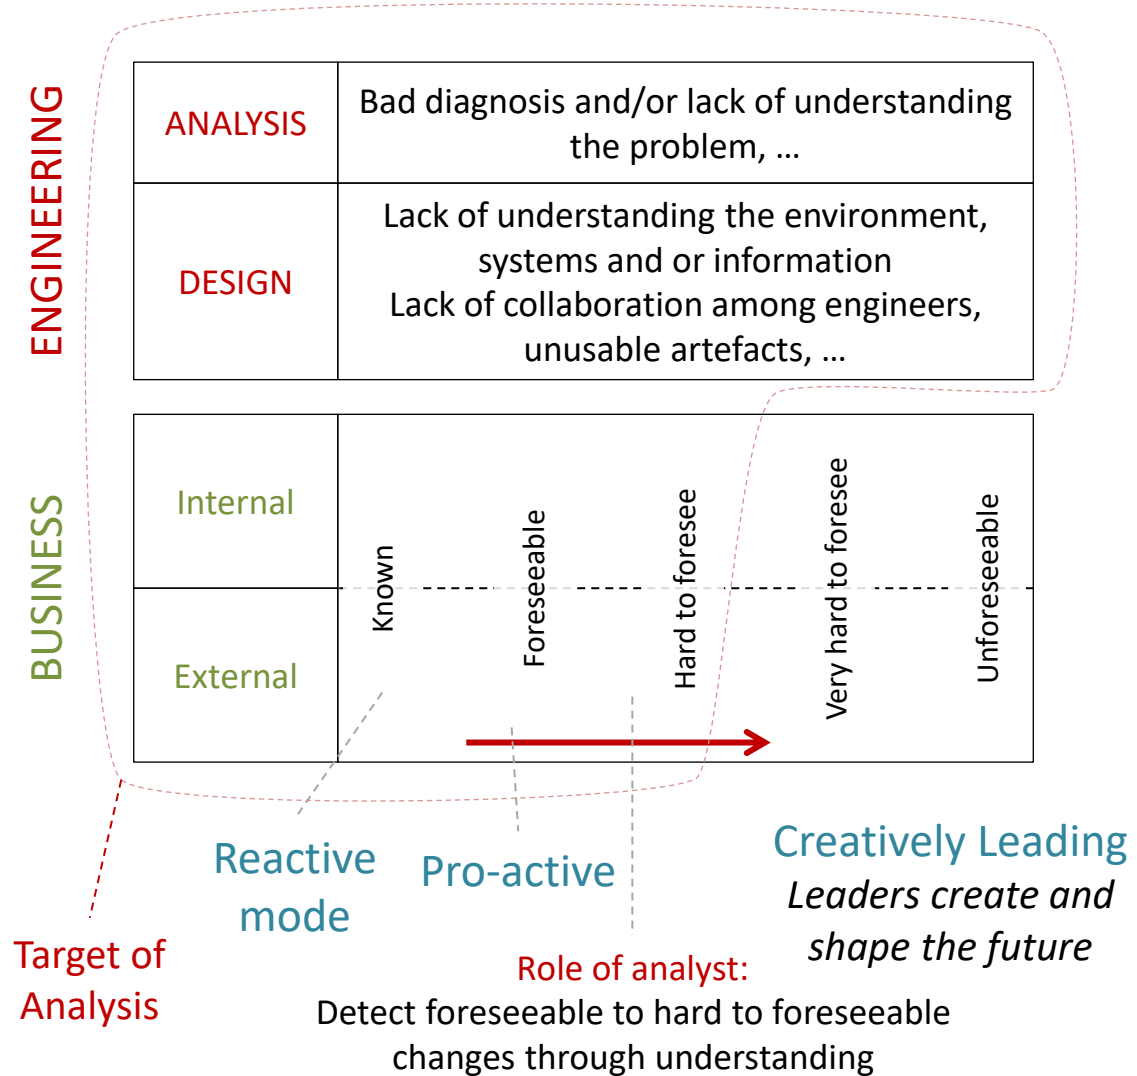 ENGINEERING
ANALYSIS
Bad diagnosis and/or lack of understanding
the problem, …
DESIGN
Lack of understanding the environment,
systems and or information
Lack of collaboration among engineers,
unusable artefacts, …
BUSINESS
Internal
External
Known
Foreseeable
Hard to foresee
Very hard to foresee
Unforeseeable
Reactive
mode
Pro-active
Creatively Leading
Leaders create and
shape the future
Target of
Analysis
Role of analyst:
Detect foreseeable to hard to foreseeable
changes through understanding